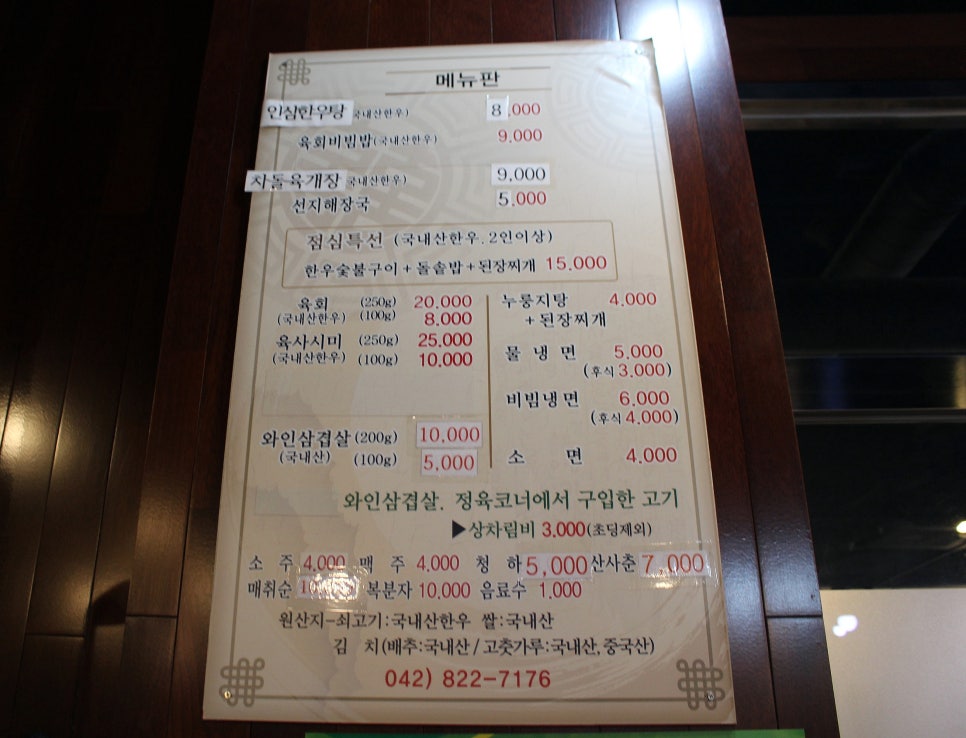 메뉴판
인삼한우탕 국내산한우) 8,000
육회비빔밥(국내산한우) 9.000
차돌육개장 국내산한우) 9,000
선지해장국 5.000
점심특선 (국내산한우. 2인이상)
한우숯불구이 + 돌솥밥 + 된장찌개 15.000
육회 (250g) 20.000
(국내산한우) (100g) 8.000
육사시미 (250g) 25.000
(국내산한우) (100g) 10.000
와인삼겹살 (200g) 10,000
(국내산) (100g) 5,000
누룽지탕 4.000
+ 된장찌개
물 냉 면 5.000
(후식 3.000)
비빔냉면 6.000
(후식 4.000)
소 면 4.000
와인삼겹살. 정육코너에서 구입한 고기
▶상차림비 3.000(초딩제외)
소 주 4,000 맥 주 4.000 청 하 5,000 산사춘 7,000
매취순 복분자 10,000 음료수 1.000
원산지-쇠고기:국내산한우 쌀:국내산
김 치(배추:국내산/고춧가루:국내산,중국산)
042) 822-7176